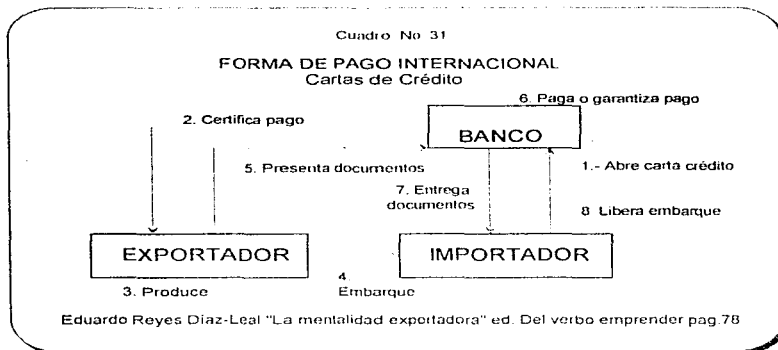 Cuadro No 31
FORMA DE PAGO INTERNACIONAL
Cartas de Crédito
6. Paga o garantiza pago
2. Certifica pago
BANCO
5. Presenta documentos
1.- Abre carta crédito
7. Entrega
documentos
8 Libera embarque
EXPORTADOR
IMPORTADOR
3. Produce
4.
Embarque
Eduardo Reyes Díaz-Leal "La mentalidad exportadora" ed. Del verbo emprender pag.78